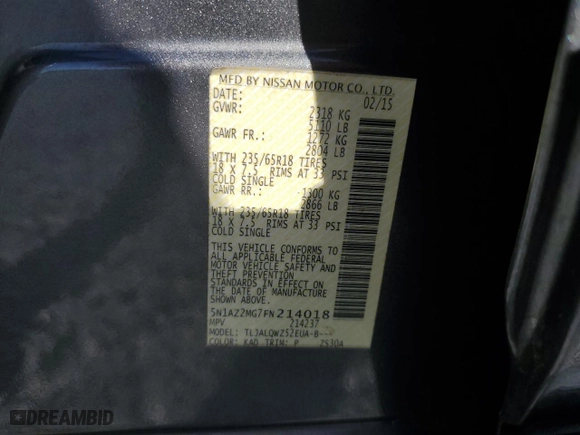 MFD BY NISSAN MOTOR CO., LTD.
DATE: 02/15
GVWR: 2318 KG
5110 LB
GAWR FR.: 1272 KG
2804 LB
WITH 235/65R18 TIRES
18 X 7.5 RIMS AT 33 PSI
COLD SINGLE
GAWR RR.: 1300 KG
2866 LB
WITH 235/65R18 TIRES
18 X 7.5 RIMS AT 33 PSI
COLD SINGLE
THIS VEHICLE CONFORMS TO
ALL APPLICABLE FEDERAL
MOTOR VEHICLE SAFETY AND
THEFT PREVENTION
STANDARDS IN EFFECT ON
THE DATE OF MANUFACTURE
SHOWN ABOVE.
5N1AZ2MG7FN214018
MPV 214237
MODEL: TLJALQWZ52EUA-B---
COLOR: KAD TRIM: P Z5304
DREAMBID